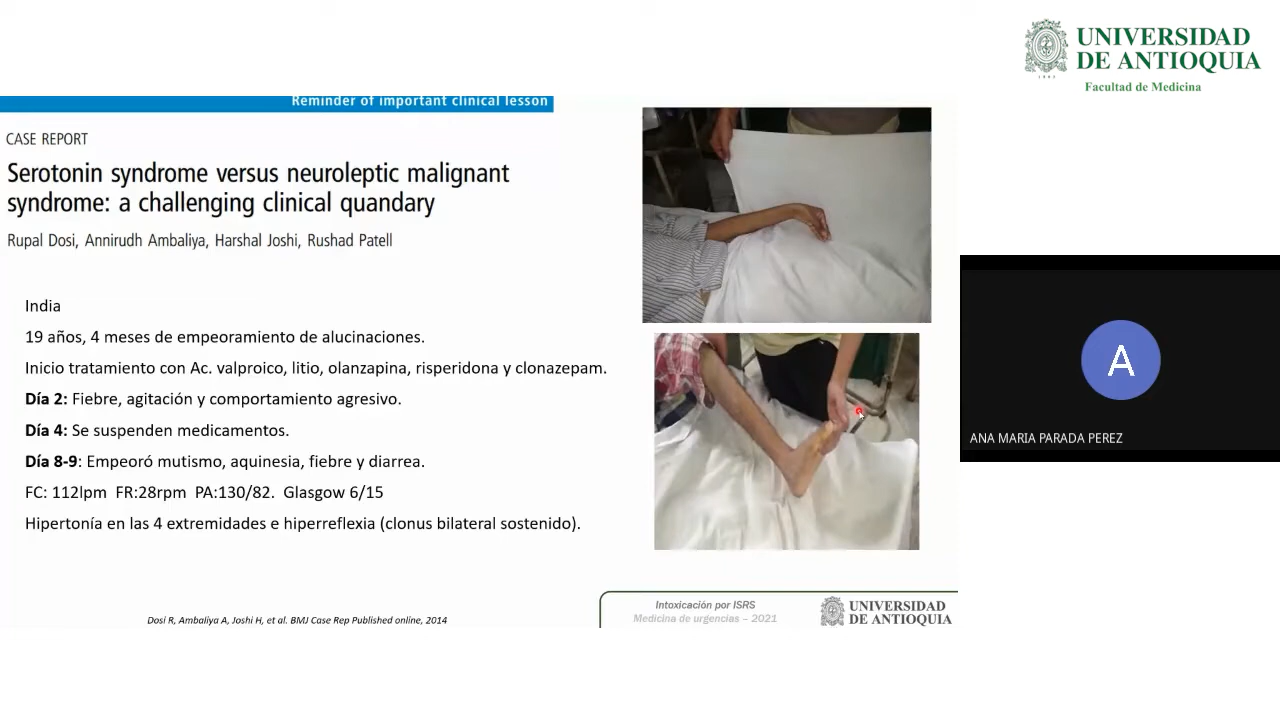 UNIVERSIDAD
DE ANTIOQUIA
1803
Facultad de Medicina
Reminder of important clinical lesson
CASE REPORT
Serotonin syndrome versus neuroleptic malignant
syndrome: a challenging clinical quandary
Rupal Dosi, Annirudh Ambaliya, Harshal Joshi, Rushad Patell
India
19 años, 4 meses de empeoramiento de alucinaciones.
Inicio tratamiento con Ac. valproico, litio, olanzapina, risperidona y clonazepam.
Día 2: Fiebre, agitación y comportamiento agresivo.
Día 4: Se suspenden medicamentos.
Día 8-9: Empeoró mutismo, aquinesia, fiebre y diarrea.
FC: 112lpm FR:28rpm PA:130/82. Glasgow 6/15
Hipertonía en las 4 extremidades e hiperreflexia (clonus bilateral sostenido).
Dosi R, Ambaliya A, Joshi H, et al. BMJ Case Rep Published online, 2014
Intoxicación por ISRS
Medicina de urgencias – 2021
UNIVERSIDAD
DE ANTIOQUIA
A
ANA MARIA PARADA PEREZ